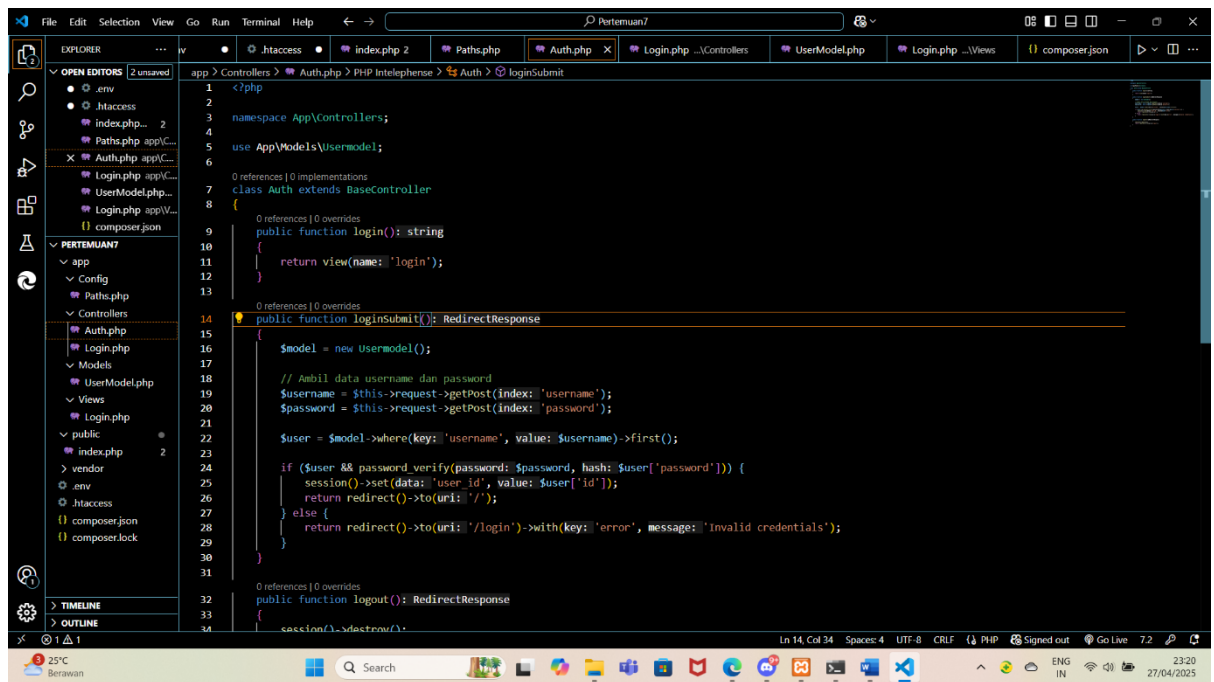 File Edit Selection View Go Run Terminal Help
Pertemuan7
EXPLORER
iv
.htaccess
index.php 2
Paths.php
Auth.php
Login.php ...\Controllers
UserModel.php
Login.php ...\Views
{} composer.json
OPEN EDITORS 2 unsaved
.env
.htaccess
index.php... 2
Paths.php app\C...
Auth.php app\C...
Login.php app\C...
UserModel.php...
Login.php app\V...
{} composer.json
PERTEMUAN7
app
Config
Paths.php
Controllers
Auth.php
Login.php
Models
UserModel.php
Views
Login.php
public
index.php 2
vendor
.env
.htaccess
{} composer.json
{} composer.lock
TIMELINE
OUTLINE
app > Controllers > Auth.php > PHP Intelephense > Auth > loginSubmit
1 <?php
2
3 namespace App\Controllers;
4
5 use App\Models\Usermodel;
6
0 references | 0 implementations
7 class Auth extends BaseController
8 {
0 references | 0 overrides
9 public function login(): string
10 {
11 return view(name: 'login');
12 }
13
0 references | 0 overrides
14 public function loginSubmit(): RedirectResponse
15 {
16 $model = new Usermodel();
17
18 // Ambil data username dan password
19 $username = $this->request->getPost(index: 'username');
20 $password = $this->request->getPost(index: 'password');
21
22 $user = $model->where(key: 'username', value: $username)->first();
23
24 if ($user && password_verify(password: $password, hash: $user['password'])) {
25 session()->set(data: 'user_id', value: $user['id']);
26 return redirect()->to(uri: '/');
27 } else {
28 return redirect()->to(uri: '/login')->with(key: 'error', message: 'Invalid credentials');
29 }
30 }
31
0 references | 0 overrides
32 public function logout(): RedirectResponse
33 {
34 session()->destroy();
1 1
Ln 14, Col 34 Spaces: 4 UTF-8 CRLF PHP Signed out Go Live 7.2
3
25°C
Berawan
Search
ENG
IN
23:20
27/04/2025